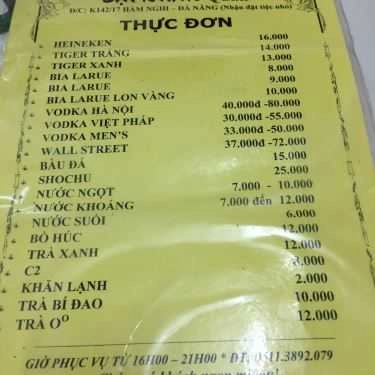 Đ/C: K142/17 HÀM NGHI – ĐÀ NẴNG (Nhận đặt tiệc nhỏ)
THỰC ĐƠN
HEINEKEN 16.000
TIGER TRẮNG 14.000
TIGER XANH 13.000
BIA LARUE 8.000
BIA LARUE 9.000
BIA LARUE LON VÀNG 10.000
VODKA HÀ NỘI 40.000đ -80.000
VODKA VIỆT PHÁP 30.000đ -55.000
VODKA MEN'S 33.000đ -50.000
WALL STREET 37.000đ -72.000
BÀU ĐÁ 15.000
SHOCHU 25.000
NƯỚC NGỌT 7.000 - 10.000
NƯỚC KHOÁNG 7.000 đến 12.000
NƯỚC SUỐI 6.000
BÒ HÚC 12.000
TRÀ XANH 12.000
C2 8.000
KHĂN LẠNH 2.000
TRÀ BÍ ĐAO 10.000
TRÀ O° 12.000
GIỜ PHỤC VỤ TỪ 16H00 – 21H00 * ĐT: 0511.3892.079